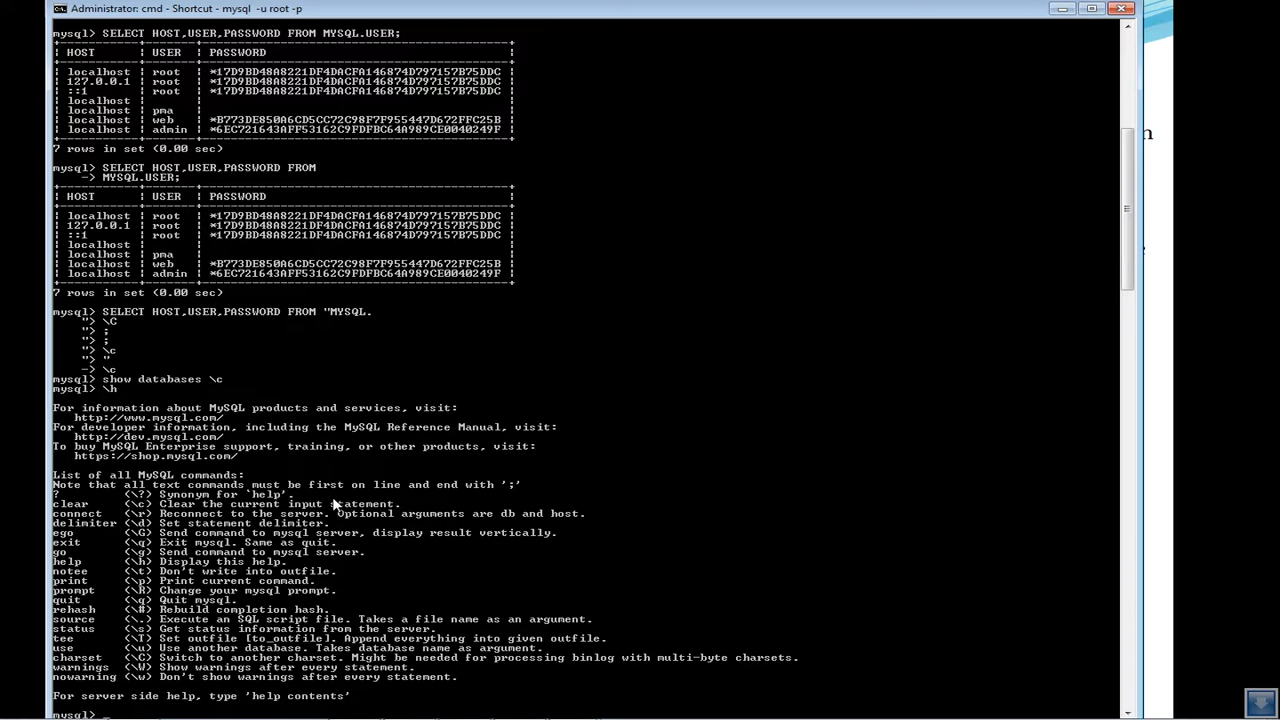 Administrator: cmd - Shortcut - mysql -u root -p
mysql> SELECT HOST,USER,PASSWORD FROM MYSQL.USER;
| HOST | USER | PASSWORD |
| localhost | root | *17D9BD48A8221DF4DACFA146874D797157B75DDC |
| 127.0.0.1 | root | *17D9BD48A8221DF4DACFA146874D797157B75DDC |
| ::1 | root | *17D9BD48A8221DF4DACFA146874D797157B75DDC |
| localhost | | |
| localhost | pma | |
| localhost | web | *B773DE850A6CD5CC72C98F7F955447D672FFC25B |
| localhost | admin | *6EC721643AFF53162C9FDFBC64A989CE0040249F |
7 rows in set (0.00 sec)
mysql> SELECT HOST,USER,PASSWORD FROM
-> MYSQL.USER;
| HOST | USER | PASSWORD |
| localhost | root | *17D9BD48A8221DF4DACFA146874D797157B75DDC |
| 127.0.0.1 | root | *17D9BD48A8221DF4DACFA146874D797157B75DDC |
| ::1 | root | *17D9BD48A8221DF4DACFA146874D797157B75DDC |
| localhost | | |
| localhost | pma | |
| localhost | web | *B773DE850A6CD5CC72C98F7F955447D672FFC25B |
| localhost | admin | *6EC721643AFF53162C9FDFBC64A989CE0040249F |
7 rows in set (0.00 sec)
mysql> SELECT HOST,USER,PASSWORD FROM "MYSQL.
"> \C
"> ;
"> ;
"> \c
"> "
-> \c
mysql> show databases \c
mysql> \h
For information about MySQL products and services, visit:
http://www.mysql.com/
For developer information, including the MySQL Reference Manual, visit:
http://dev.mysql.com/
To buy MySQL Enterprise support, training, or other products, visit:
https://shop.mysql.com/
List of all MySQL commands:
Note that all text commands must be first on line and end with ';'
? (\?) Synonym for `help'.
clear (\c) Clear the current input statement.
connect (\r) Reconnect to the server. Optional arguments are db and host.
delimiter (\d) Set statement delimiter.
ego (\G) Send command to mysql server, display result vertically.
exit (\q) Exit mysql. Same as quit.
go (\g) Send command to mysql server.
help (\h) Display this help.
notee (\t) Don't write into outfile.
print (\p) Print current command.
prompt (\R) Change your mysql prompt.
quit (\q) Quit mysql.
rehash (\#) Rebuild completion hash.
source (\.) Execute an SQL script file. Takes a file name as an argument.
status (\s) Get status information from the server.
tee (\T) Set outfile [to_outfile]. Append everything into given outfile.
use (\u) Use another database. Takes database name as argument.
charset (\C) Switch to another charset. Might be needed for processing binlog with multi-byte charsets.
warnings (\W) Show warnings after every statement.
nowarning (\w) Don't show warnings after every statement.
For server side help, type 'help contents'
mysql>